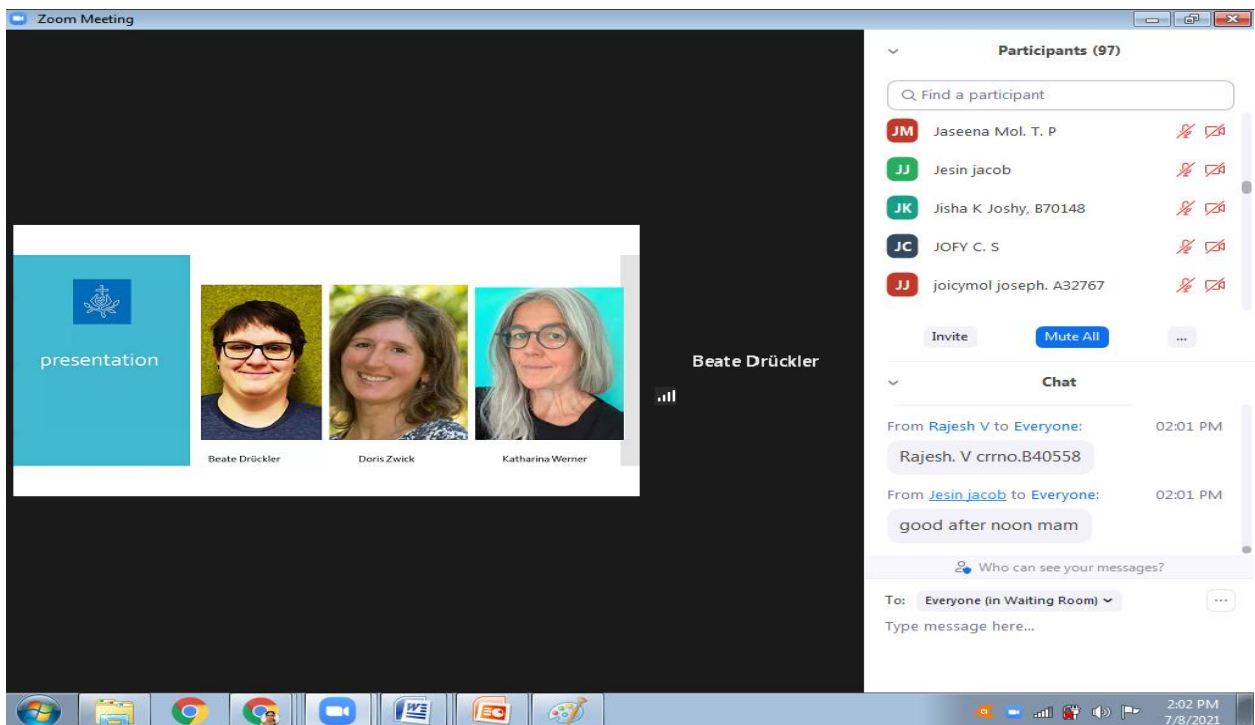 Zoom Meeting
presentation
Beate Drückler
Doris Zwick
Katharina Werner
Beate Drückler
Participants (97)
Find a participant
JM Jaseena Mol. T. P
JJ Jesin jacob
JK Jisha K Joshy, B70148
JC JOFY C. S
JJ joicymol joseph. A32767
Invite Mute All ...
Chat
From Rajesh V to Everyone: 02:01 PM
Rajesh. V crrno.B40558
From Jesin jacob to Everyone: 02:01 PM
good after noon mam
Who can see your messages?
To: Everyone (in Waiting Room) ...
Type message here...
2:02 PM
7/8/2021